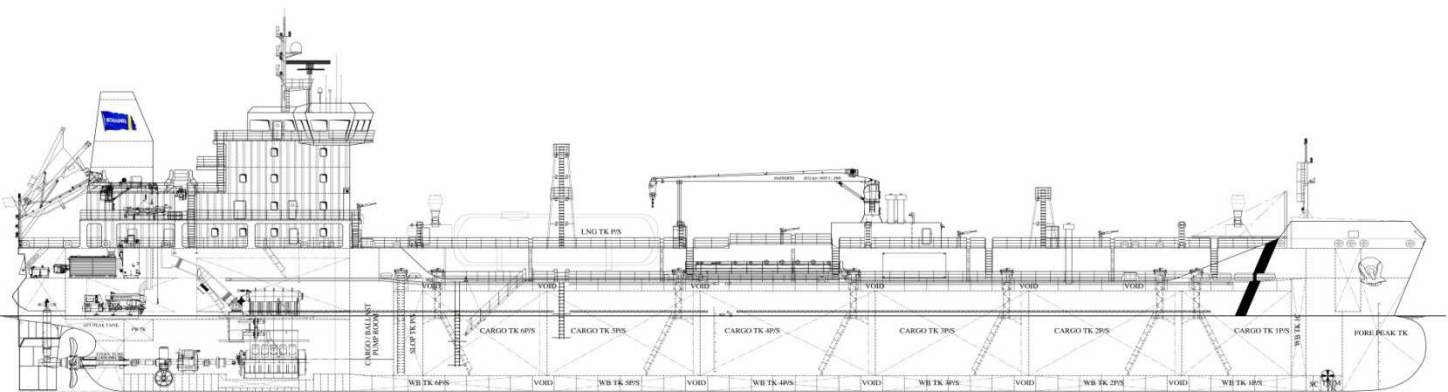 LNG TK P/S
VOID VOID VOID VOID VOID VOID
CARGO / BALLAST
PUMP ROOM
SLOP TK P/S
CARGO TK 6P/S CARGO TK 5P/S CARGO TK 4P/S CARGO TK 3P/S CARGO TK 2P/S CARGO TK 1P/S
AFT PEAK TANK
FW TK
FORE PEAK TK
WB TK 6P/S VOID WB TK 5P/S VOID WB TK 4P/S VOID WB TK 3P/S VOID WB TK 2P/S VOID WB TK 1P/S